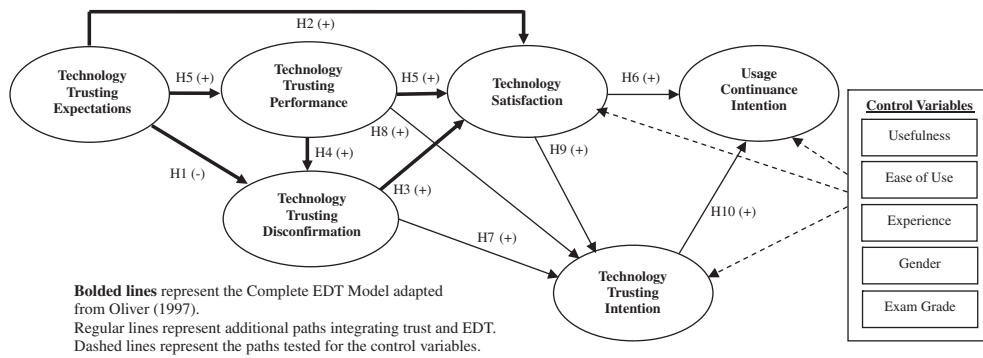 H2 (+)
Technology
Trusting
Expectations
H5 (+)
Technology
Trusting
Performance
H5 (+)
Technology
Satisfaction
H6 (+)
Usage
Continuance
Intention
H1 (-)
H4 (+)
H8 (+)
H3 (+)
H9 (+)
Technology
Trusting
Disconfirmation
H7 (+)
H10 (+)
Technology
Trusting
Intention
Control Variables
Usefulness
Ease of Use
Experience
Gender
Exam Grade
Bolded lines represent the Complete EDT Model adapted
from Oliver (1997).
Regular lines represent additional paths integrating trust and EDT.
Dashed lines represent the paths tested for the control variables.